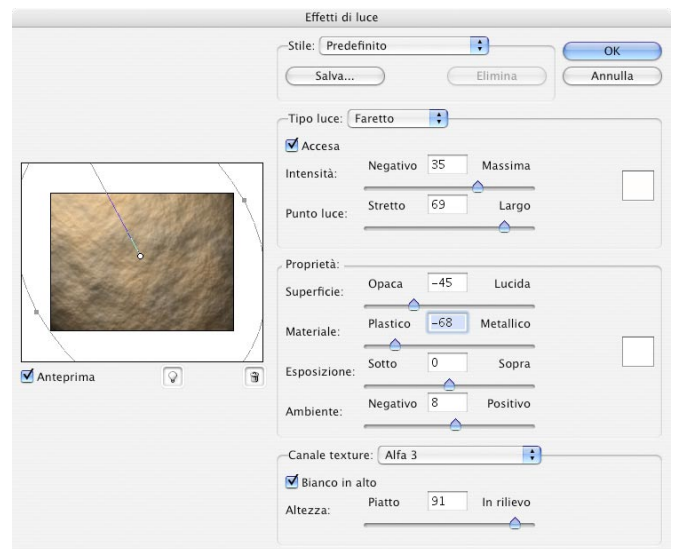 Effetti di luce
Stile: Predefinito
OK
Salva...
Elimina
Annulla
Tipo luce: Faretto
Accesa
Intensità: Negativo 35 Massima
Punto luce: Stretto 69 Largo
Proprietà:
Superficie: Opaca -45 Lucida
Materiale: Plastico -68 Metallico
Esposizione: Sotto 0 Sopra
Ambiente: Negativo 8 Positivo
Anteprima
Canale texture: Alfa 3
Bianco in alto
Altezza: Piatto 91 In rilievo